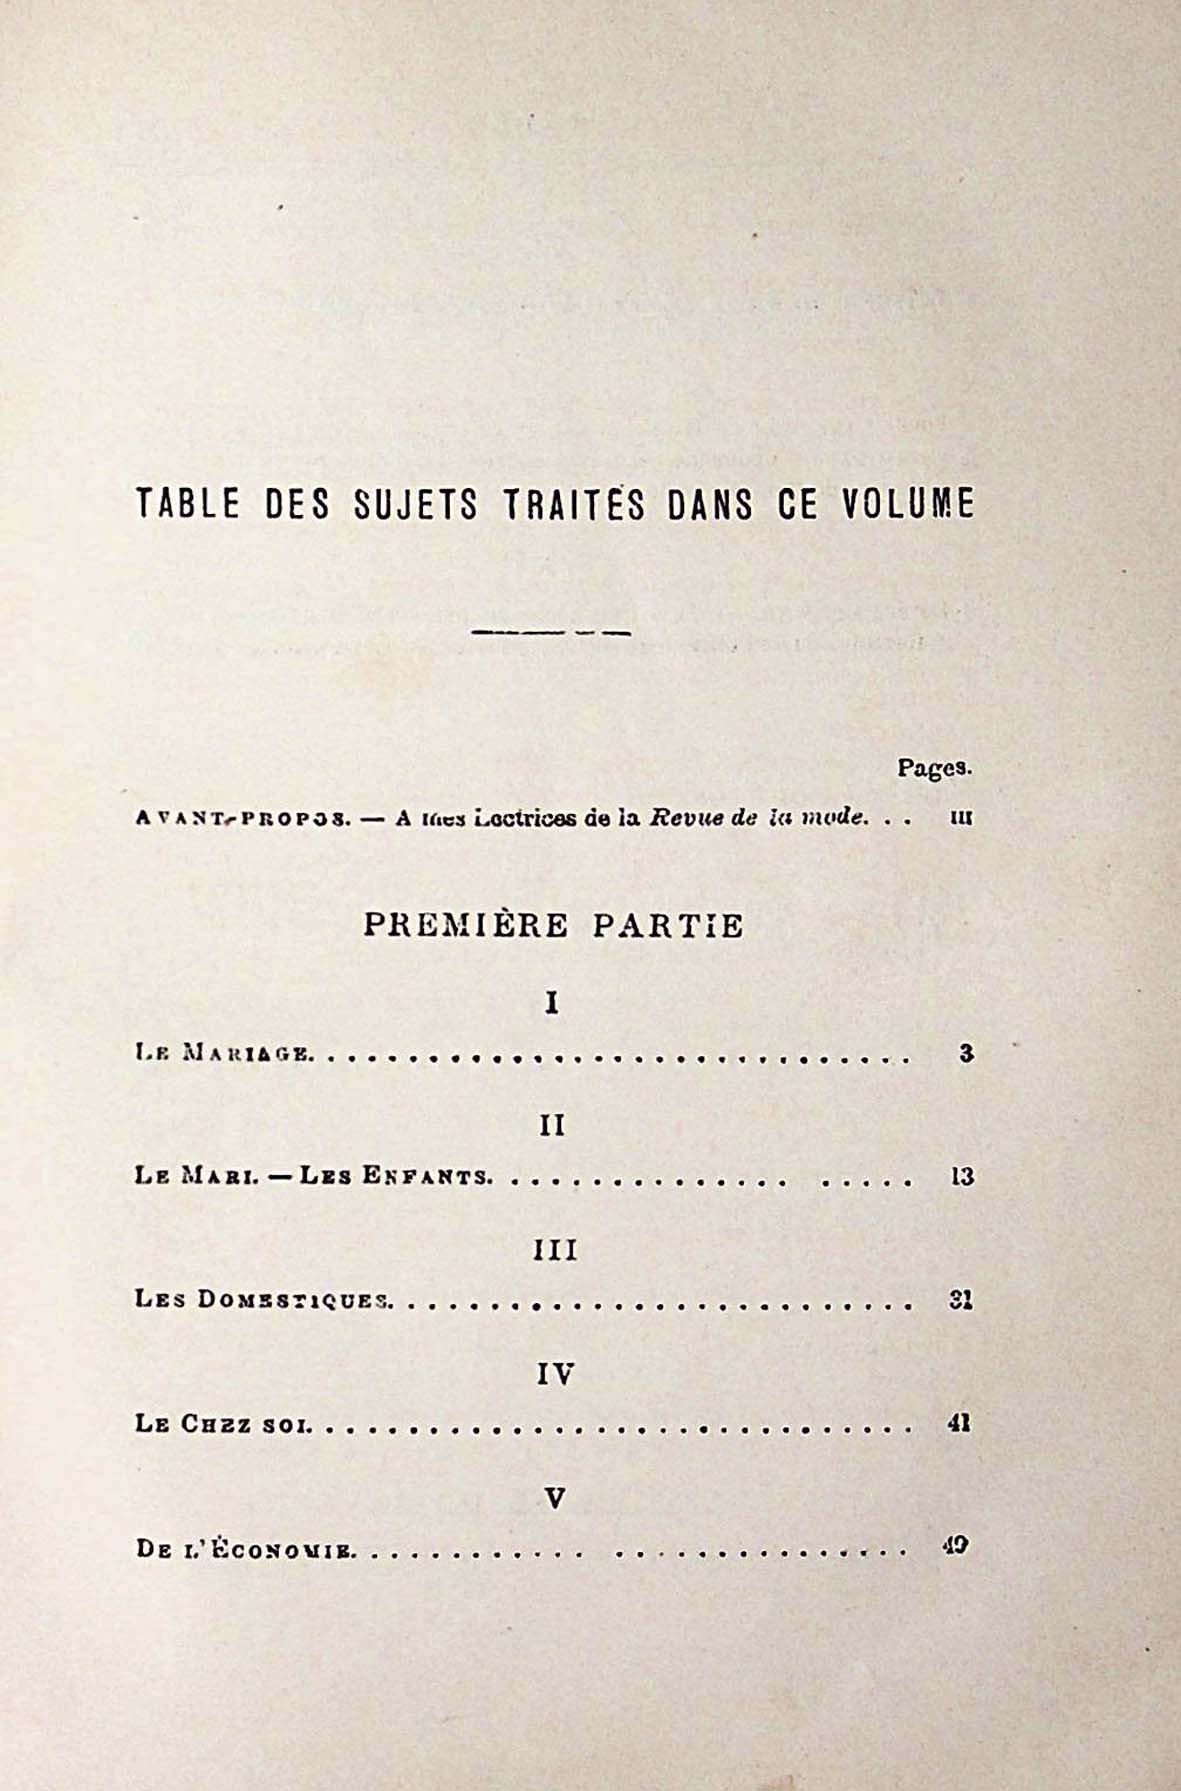 TABLE DES SUJETS TRAITÉS DANS CE VOLUME
Pages.
AVANT-PROPOS. — A mes Lectrices de la Revue de la mode. . . III
PREMIÈRE PARTIE
I
LE MARIAGE. . . . . . . . . . . . . . . . . . . . . . . . . . . . . . 3
II
LE MARI. — LES ENFANTS. . . . . . . . . . . . . . . . . . . . . 13
III
LES DOMESTIQUES. . . . . . . . . . . . . . . . . . . . . . . . . . 31
IV
LE CHEZ SOI. . . . . . . . . . . . . . . . . . . . . . . . . . . . . . 41
V
DE L'ÉCONOMIE. . . . . . . . . . . . . . . . . . . . . . . . . . . 49